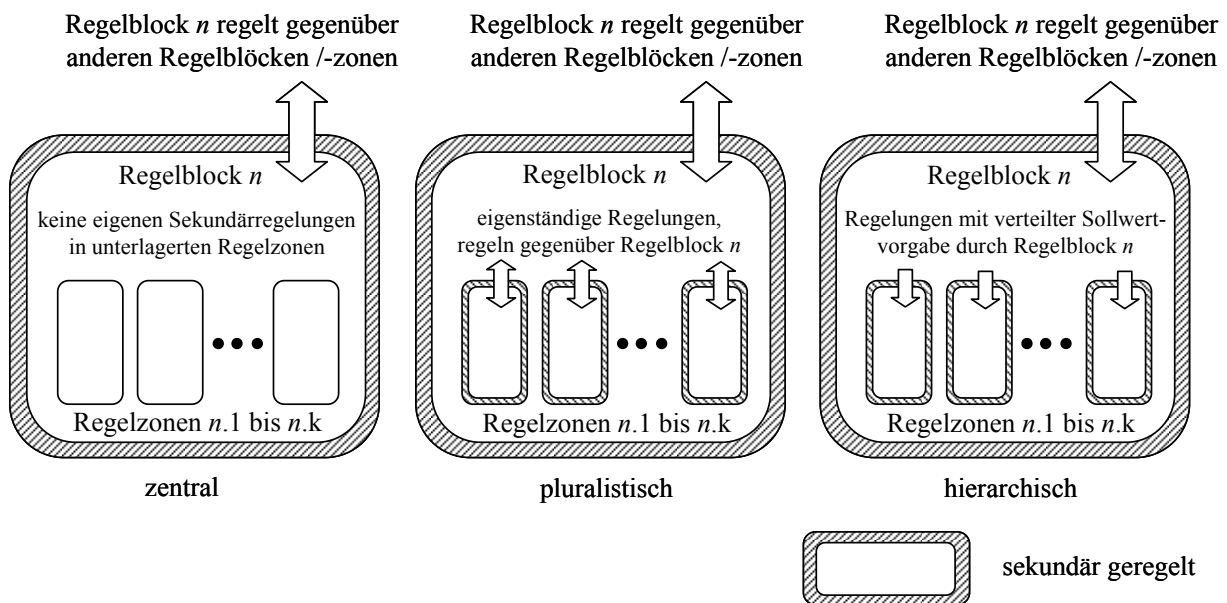 Regelblock n regelt gegenüber
anderen Regelblöcken /-zonen
Regelblock n
keine eigenen Sekundärregelungen
in unterlagerten Regelzonen
Regelzonen n.1 bis n.k
zentral
Regelblock n regelt gegenüber
anderen Regelblöcken /-zonen
Regelblock n
eigenständige Regelungen,
regeln gegenüber Regelblock n
Regelzonen n.1 bis n.k
pluralistisch
Regelblock n regelt gegenüber
anderen Regelblöcken /-zonen
Regelblock n
Regelungen mit verteilter Sollwert-
vorgabe durch Regelblock n
Regelzonen n.1 bis n.k
hierarchisch
sekundär geregelt